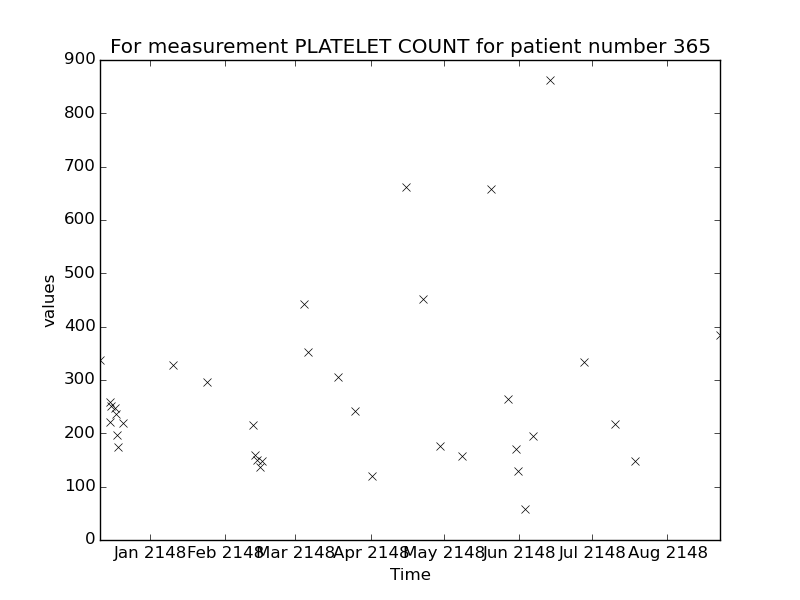 For measurement PLATELET COUNT for patient number 365
900
800
700
600
500
400
300
200
100
0
values
Jan 2148 Feb 2148 Mar 2148 Apr 2148 May 2148 Jun 2148 Jul 2148 Aug 2148
Time